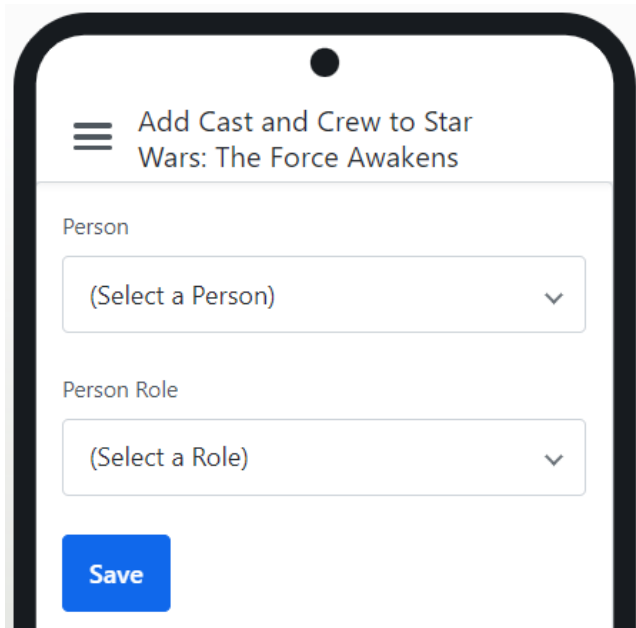 Add Cast and Crew to Star
Wars: The Force Awakens
Person
(Select a Person)
Person Role
(Select a Role)
Save